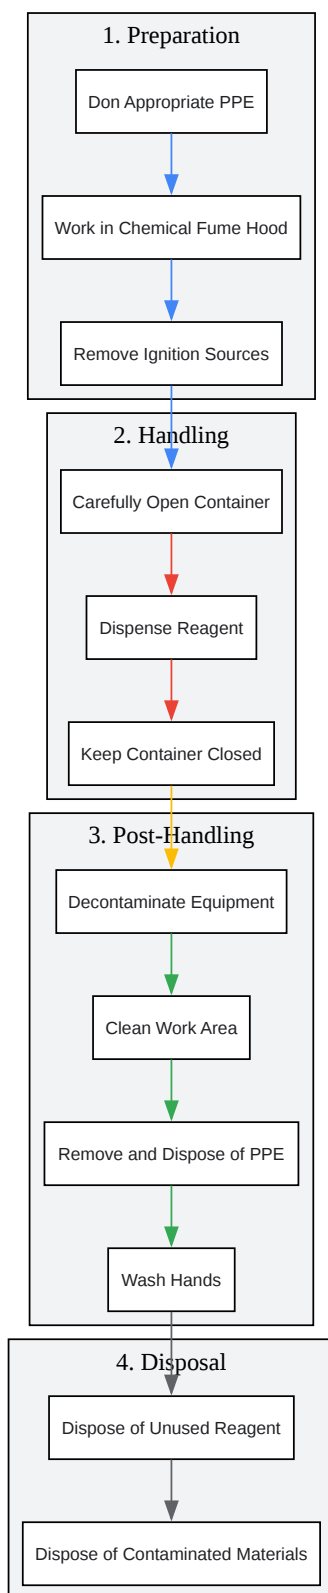 1. Preparation
Don Appropriate PPE
Work in Chemical Fume Hood
Remove Ignition Sources
2. Handling
Carefully Open Container
Dispense Reagent
Keep Container Closed
3. Post-Handling
Decontaminate Equipment
Clean Work Area
Remove and Dispose of PPE
Wash Hands
4. Disposal
Dispose of Unused Reagent
Dispose of Contaminated Materials